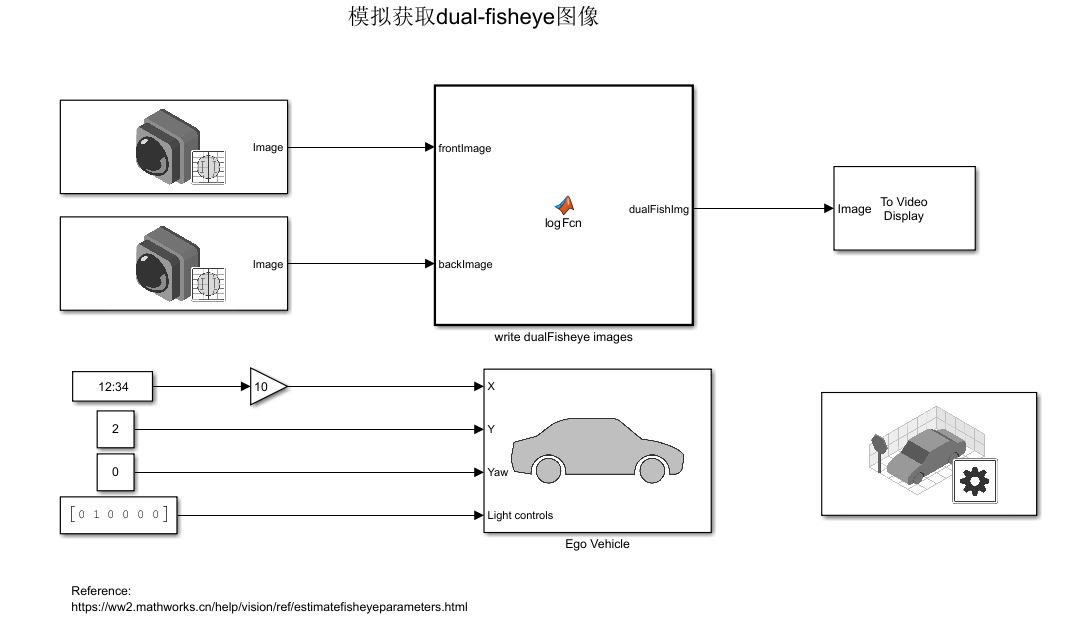 模拟获取dual-fisheye图像
Image
frontImage
Image
backImage
dualFishImg
logFcn
write dualFisheye images
Image
To Video
Display
12:34
10
X
2
Y
0
Yaw
[0 1 0 0 0 0]
Light controls
Ego Vehicle
Reference:
https://ww2.mathworks.cn/help/vision/ref/estimatefisheyeparameters.html